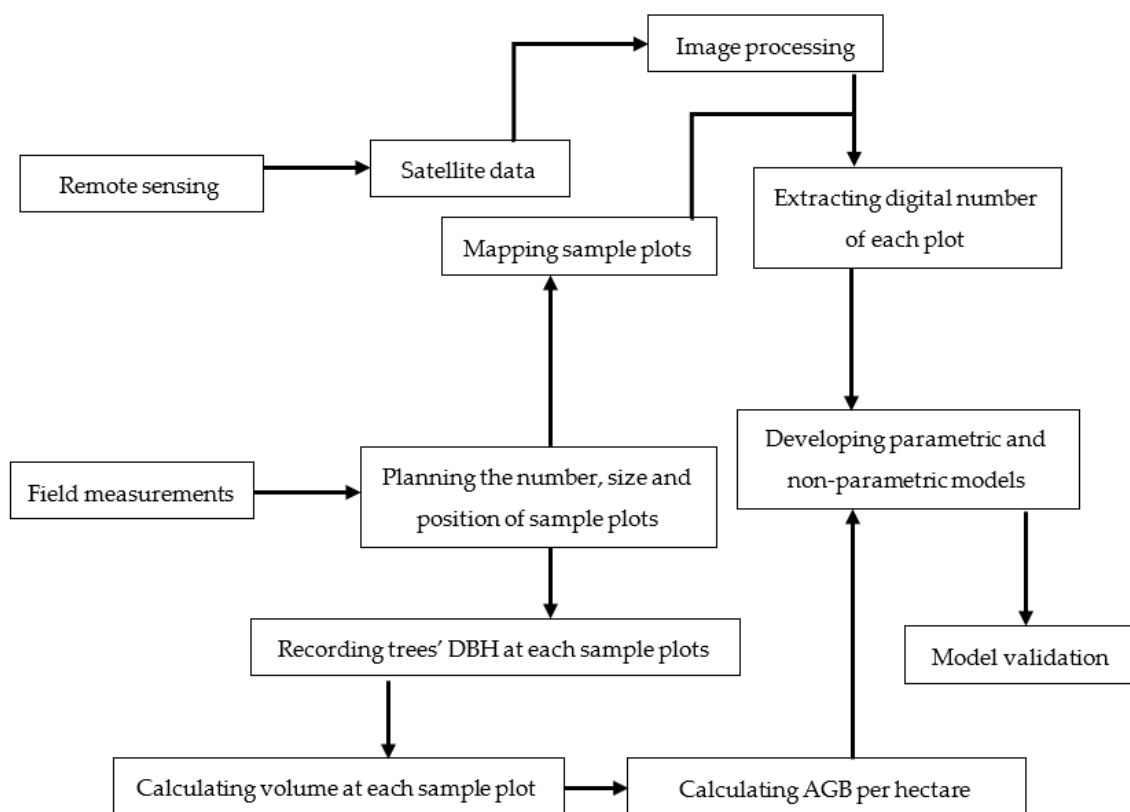 Image processing
Satellite data
Remote sensing
Extracting digital number
of each plot
Mapping sample plots
Developing parametric and
non-parametric models
Planning the number, size and
position of sample plots
Field measurements
Recording trees’ DBH at each sample plots
Model validation
Calculating volume at each sample plot
Calculating AGB per hectare